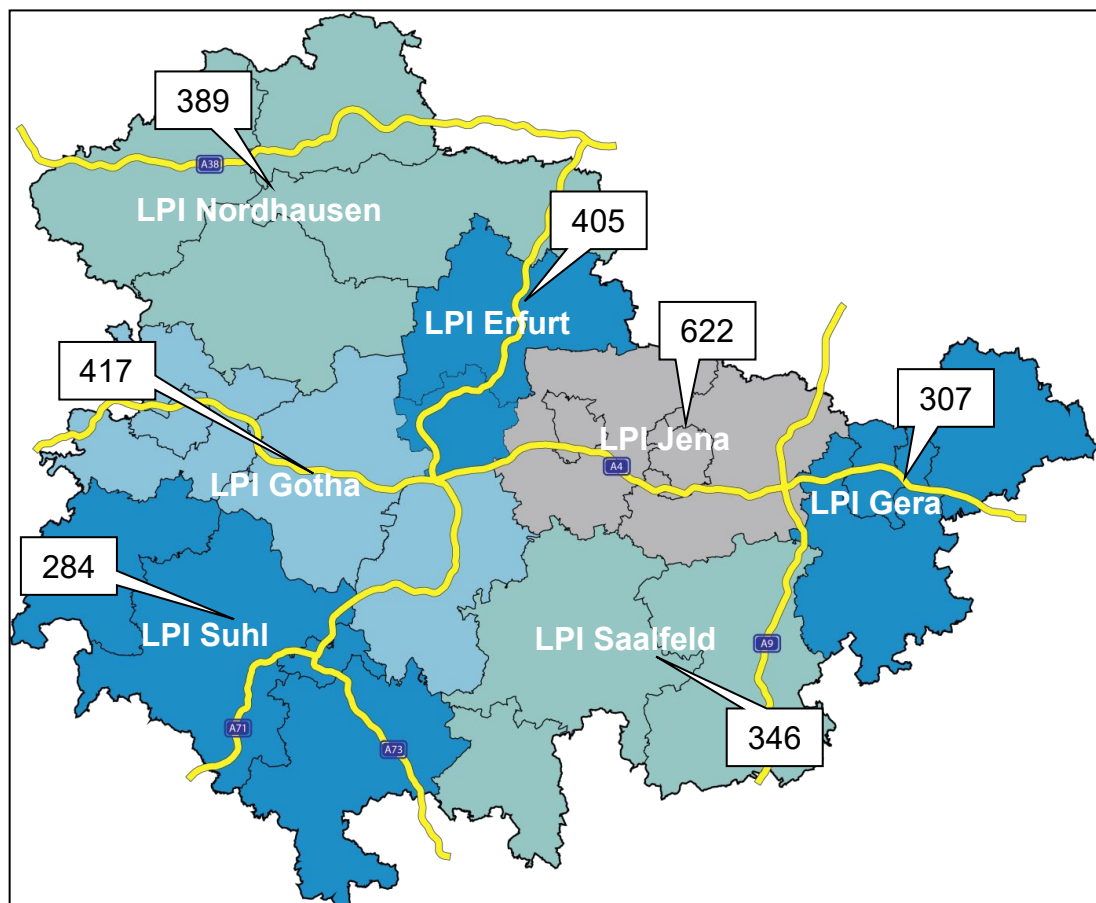 389
A38
LPI Nordhausen
405
LPI Erfurt
622
417
307
LPI Jena
A4
LPI Gotha
LPI Gera
284
LPI Suhl
LPI Saalfeld
A9
A71
346
A73